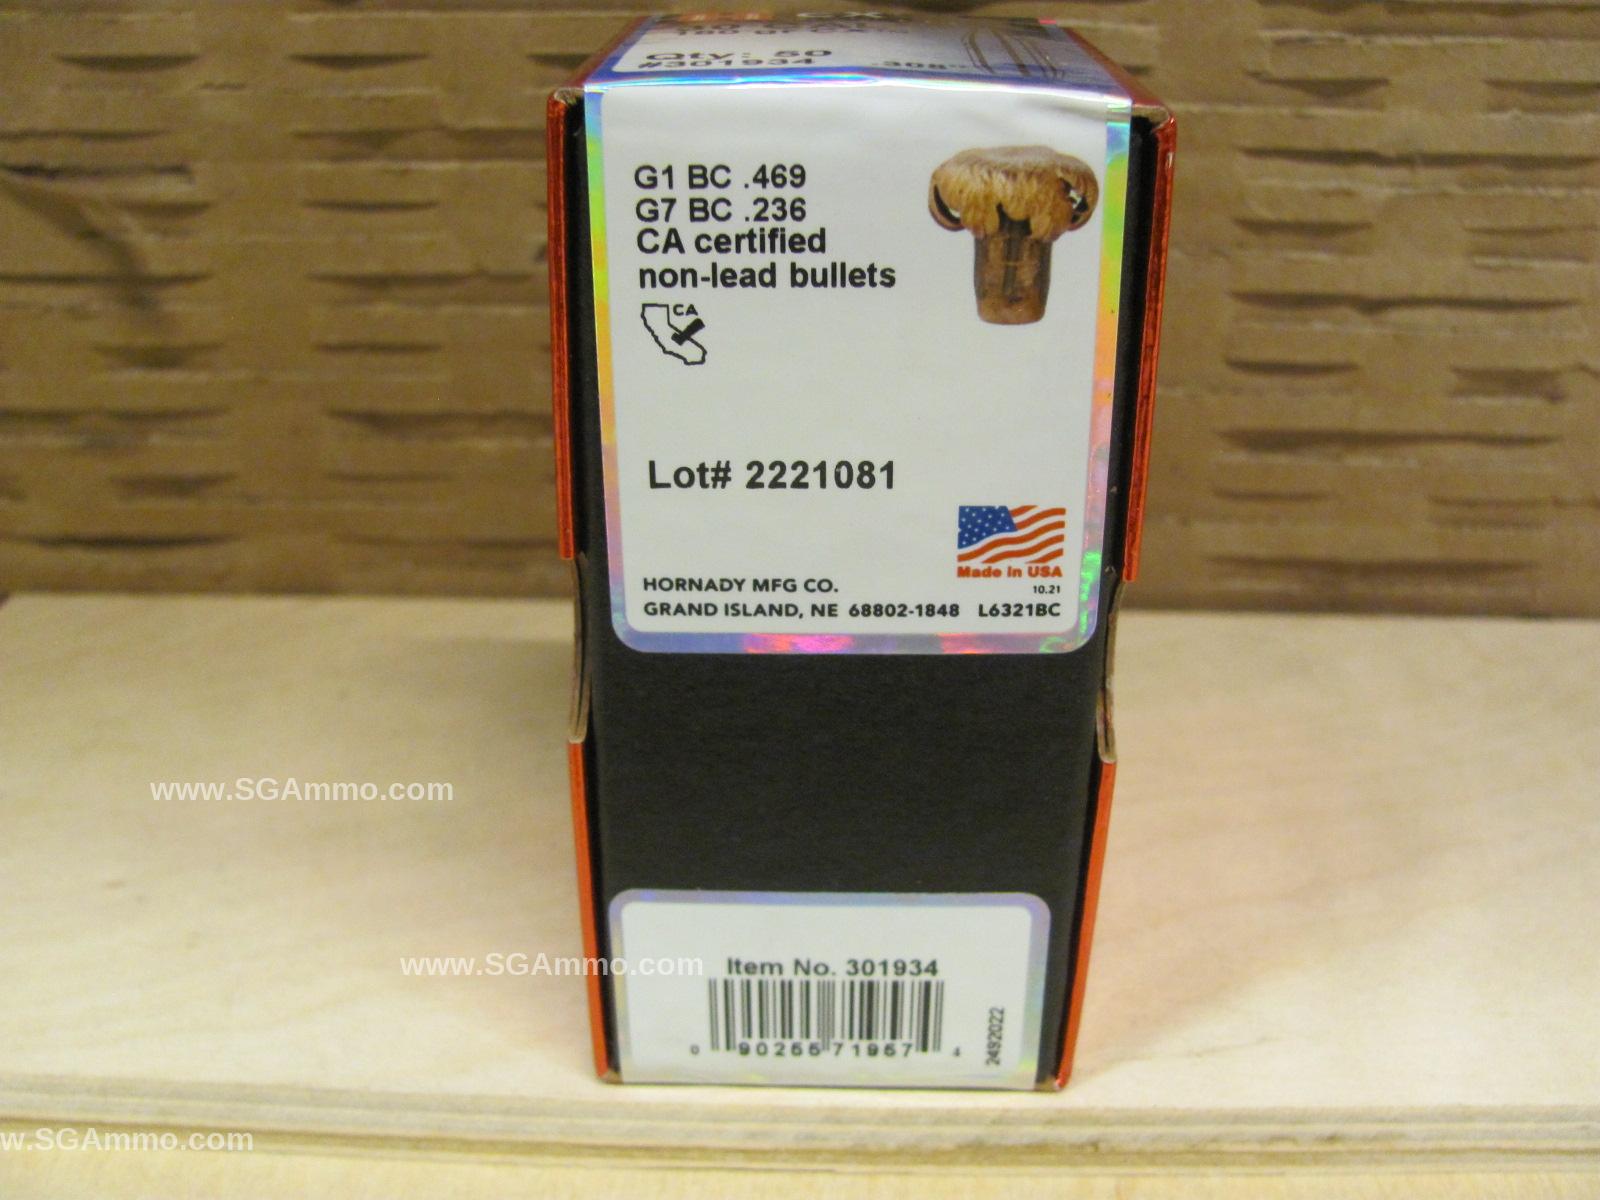 Qty: 50
#301934 .308"
G1 BC .469
G7 BC .236
CA certified
non-lead bullets
CA
Lot# 2221081
Made in USA
HORNADY MFG CO. 10.21
GRAND ISLAND, NE 68802-1848 L6321BC
www.SGAmmo.com
www.SGAmmo.com
Item No. 301934
0 90255 71957 4
2492022
w.SGAmmo.com